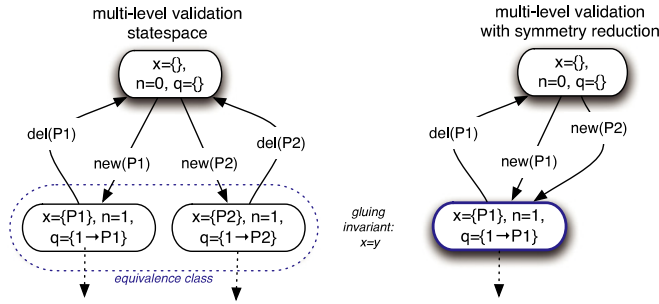 multi-level validation
statespace
x={},
n=0, q={}
del(P1)
new(P1)
new(P2)
del(P2)
x={P1}, n=1,
q={1→P1}
x={P2}, n=1,
q={1→P2}
equivalence class
gluing
invariant:
x=y
multi-level validation
with symmetry reduction
x={},
n=0, q={}
del(P1)
new(P1)
new(P2)
x={P1}, n=1,
q={1→P1}